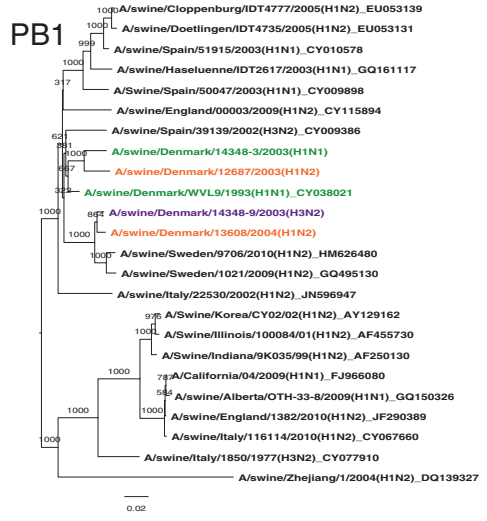 PB1
1000
A/swine/Cloppenburg/IDT4777/2005(H1N2)_EU053139
A/swine/Doetlingen/IDT4735/2005(H1N2)_EU053131
1000
999
A/swine/Spain/51915/2003(H1N1)_CY010578
1000
A/swine/Haseluenne/IDT2617/2003(H1N1)_GQ161117
317
A/Swine/Spain/50047/2003(H1N1)_CY009898
A/swine/England/00003/2009(H1N2)_CY115894
A/swine/Spain/39139/2002(H3N2)_CY009386
621
A/swine/Denmark/14348-3/2003(H1N1)
1000
A/swine/Denmark/12687/2003(H1N2)
667
A/swine/Denmark/WVL9/1993(H1N1)_CY038021
1000
864
A/swine/Denmark/14348-9/2003(H3N2)
A/swine/Denmark/13608/2004(H1N2)
1000
A/swine/Sweden/9706/2010(H1N2)_HM626480
1000
A/swine/Sweden/1021/2009(H1N2)_GQ495130
A/swine/Italy/22530/2002(H1N2)_JN596947
A/Swine/Korea/CY02/02(H1N2)_AY129162
1000
A/Swine/Illinois/100084/01(H1N2)_AF455730
A/Swine/Indiana/9K035/99(H1N2)_AF250130
1000
A/California/04/2009(H1N1)_FJ966080
584
A/swine/Alberta/OTH-33-8/2009(H1N1)_GQ150326
1000
1000
A/swine/England/1382/2010(H1N2)_JF290389
A/swine/Italy/116114/2010(H1N2)_CY067660
1000
A/swine/Italy/1850/1977(H3N2)_CY077910
A/swine/Zhejiang/1/2004(H1N2)_DQ139327
0.02